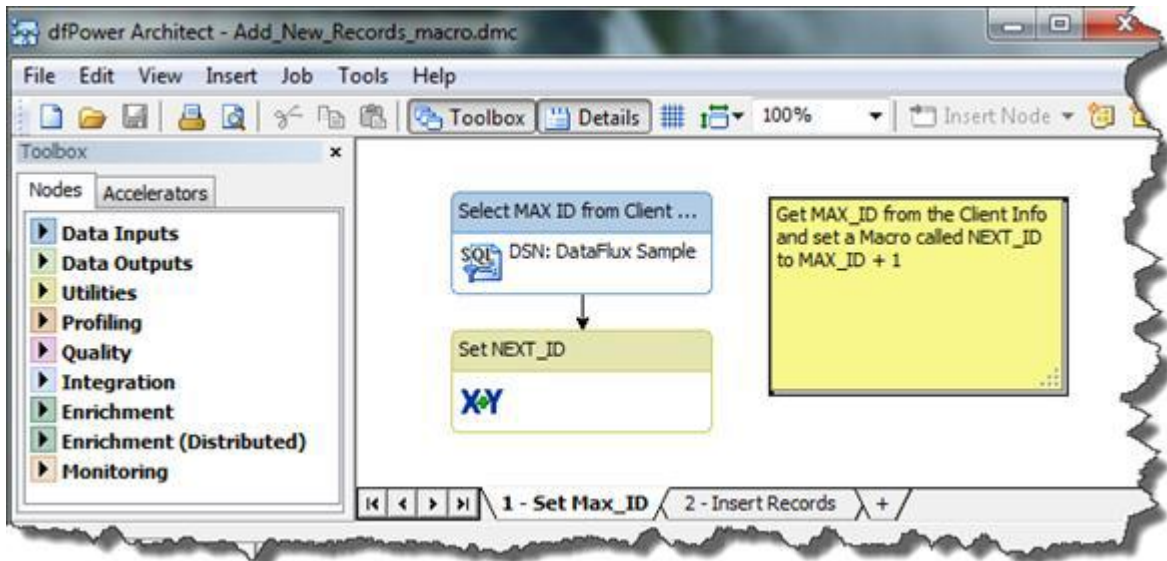 dfPower Architect - Add_New_Records_macro.dmc
File Edit View Insert Job Tools Help
Toolbox Details 100% Insert Node
Toolbox
Nodes Accelerators
Data Inputs
Data Outputs
Utilities
Profiling
Quality
Integration
Enrichment
Enrichment (Distributed)
Monitoring
Select MAX ID from Client ...
SQL DSN: DataFlux Sample
Set NEXT_ID
X Y
Get MAX_ID from the Client Info
and set a Macro called NEXT_ID
to MAX_ID + 1
1 - Set Max_ID 2 - Insert Records +